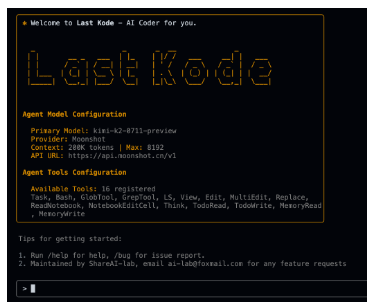 * Welcome to Last Kode - AI Coder for you.
Last Kode
Agent Model Configuration
Primary Model: kimi-k2-0711-preview
Provider: Moonshot
Context: 200K tokens | Max: 8192
API URL: https://api.moonshot.cn/v1
Agent Tools Configuration
Available Tools: 16 registered
Task, Bash, GlobTool, GrepTool, LS, View, Edit, MultiEdit, Replace,
ReadNotebook, NotebookEditCell, Think, TodoRead, TodoWrite, MemoryRead
, MemoryWrite
Tips for getting started:
1. Run /help for help, /bug for issue report.
2. Maintained by ShareAI-lab, email ai-lab@foxmail.com for any feature requests
>